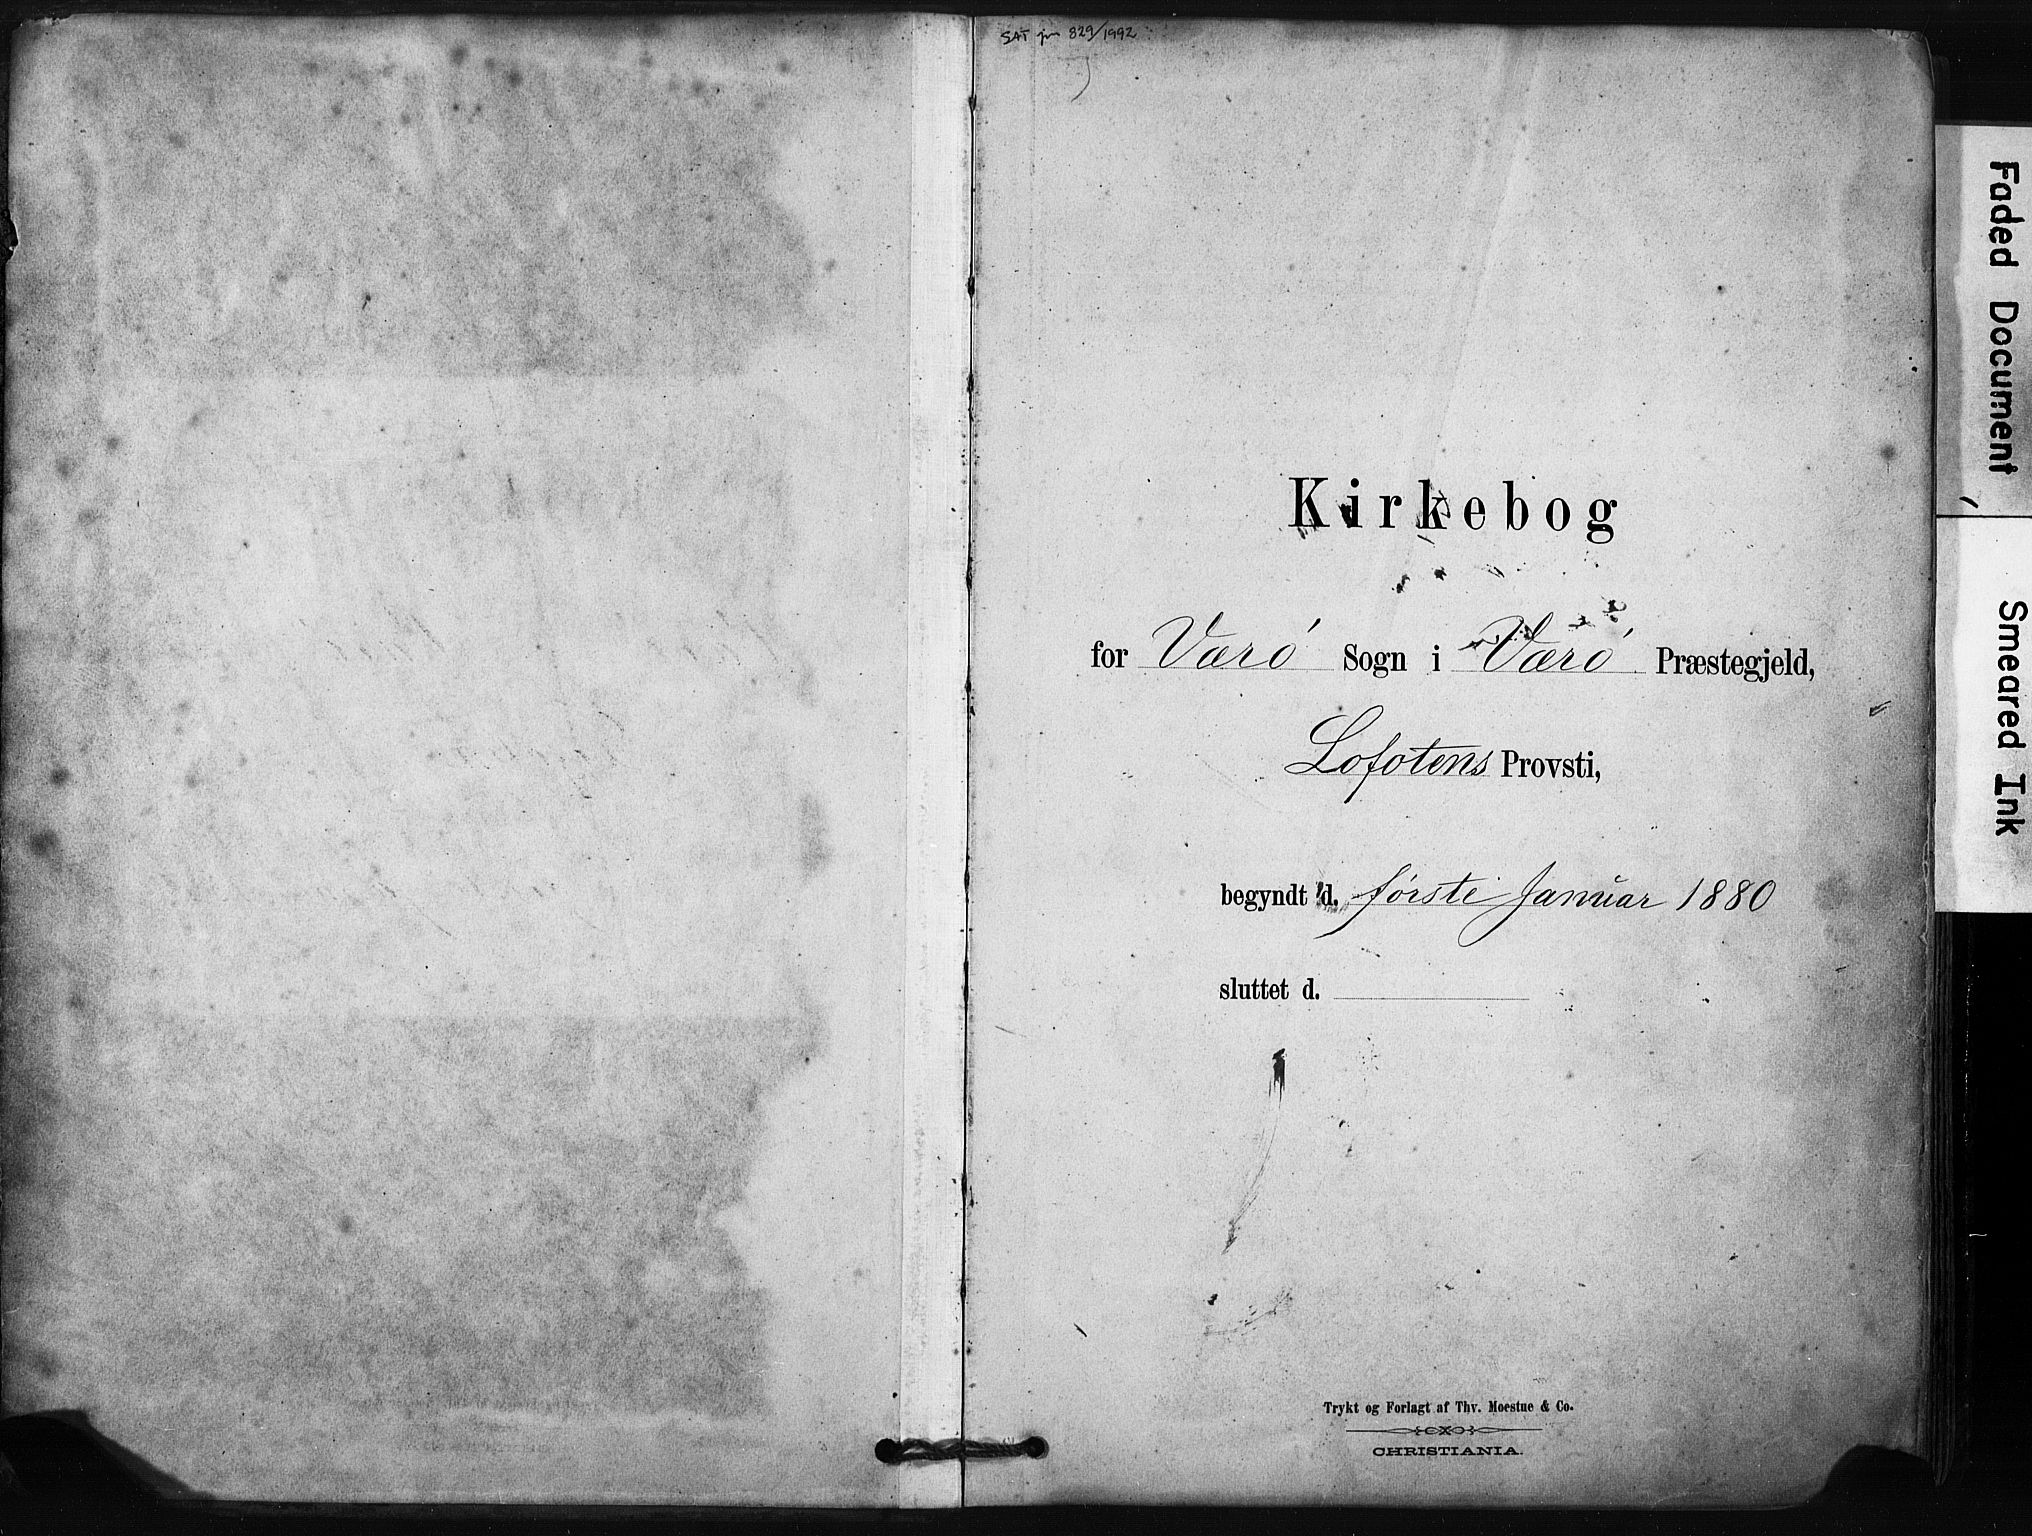 SAT jnr 829/1992
Kirkebog
for Værö Sogn i Værö Præstegjeld,
Lofotens Provsti,
begyndt d. förste Januar 1880
sluttet d.
Trykt og Forlagt af Thv. Moestue & Co.
CHRISTIANIA.
Faded Document
Smeared Ink